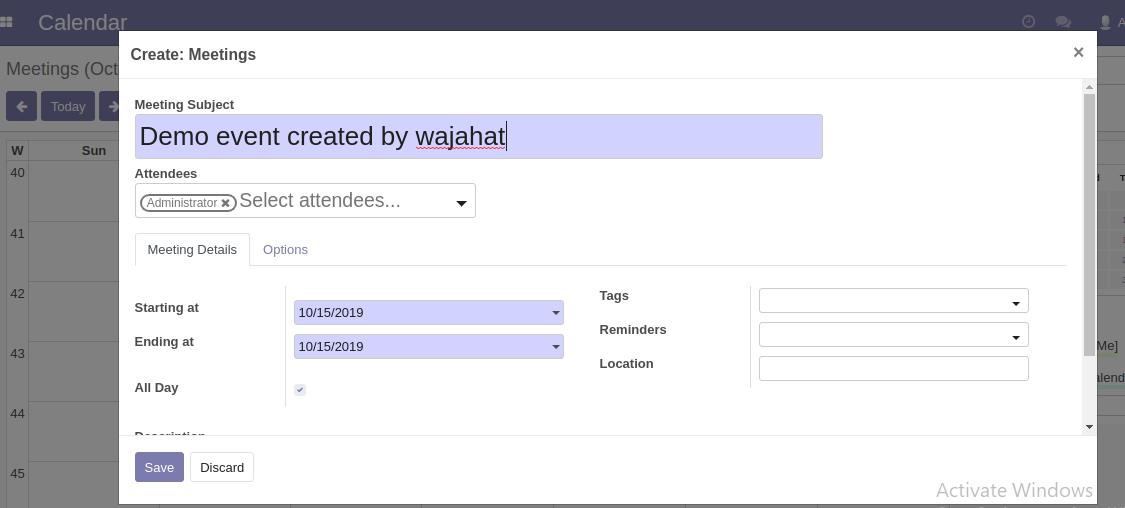 Calendar
A
Meetings (Oct
Today
Create: Meetings
×
Meeting Subject
Demo event created by wajahat
Attendees
Administrator Select attendees...
Meeting Details Options
Starting at 10/15/2019
Ending at 10/15/2019
All Day
Tags
Reminders
Location
Description
Save Discard
W Sun
40
41
42
43
44
45
Me]
alend
Activate Windows